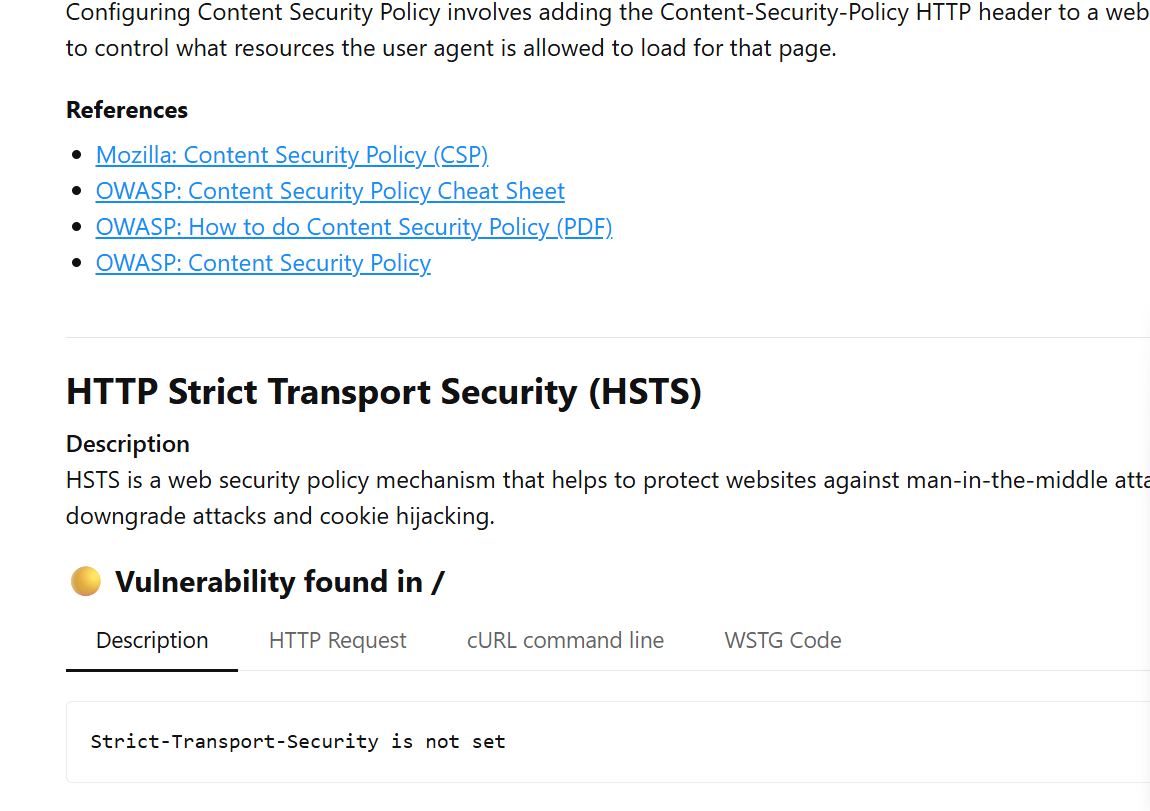 Configuring Content Security Policy involves adding the Content-Security-Policy HTTP header to a web
to control what resources the user agent is allowed to load for that page.
References
Mozilla: Content Security Policy (CSP)
OWASP: Content Security Policy Cheat Sheet
OWASP: How to do Content Security Policy (PDF)
OWASP: Content Security Policy
HTTP Strict Transport Security (HSTS)
Description
HSTS is a web security policy mechanism that helps to protect websites against man-in-the-middle
downgrade attacks and cookie hijacking.
Vulnerability found in /
Description HTTP Request cURL command line WSTG Code
Strict-Transport-Security is not set